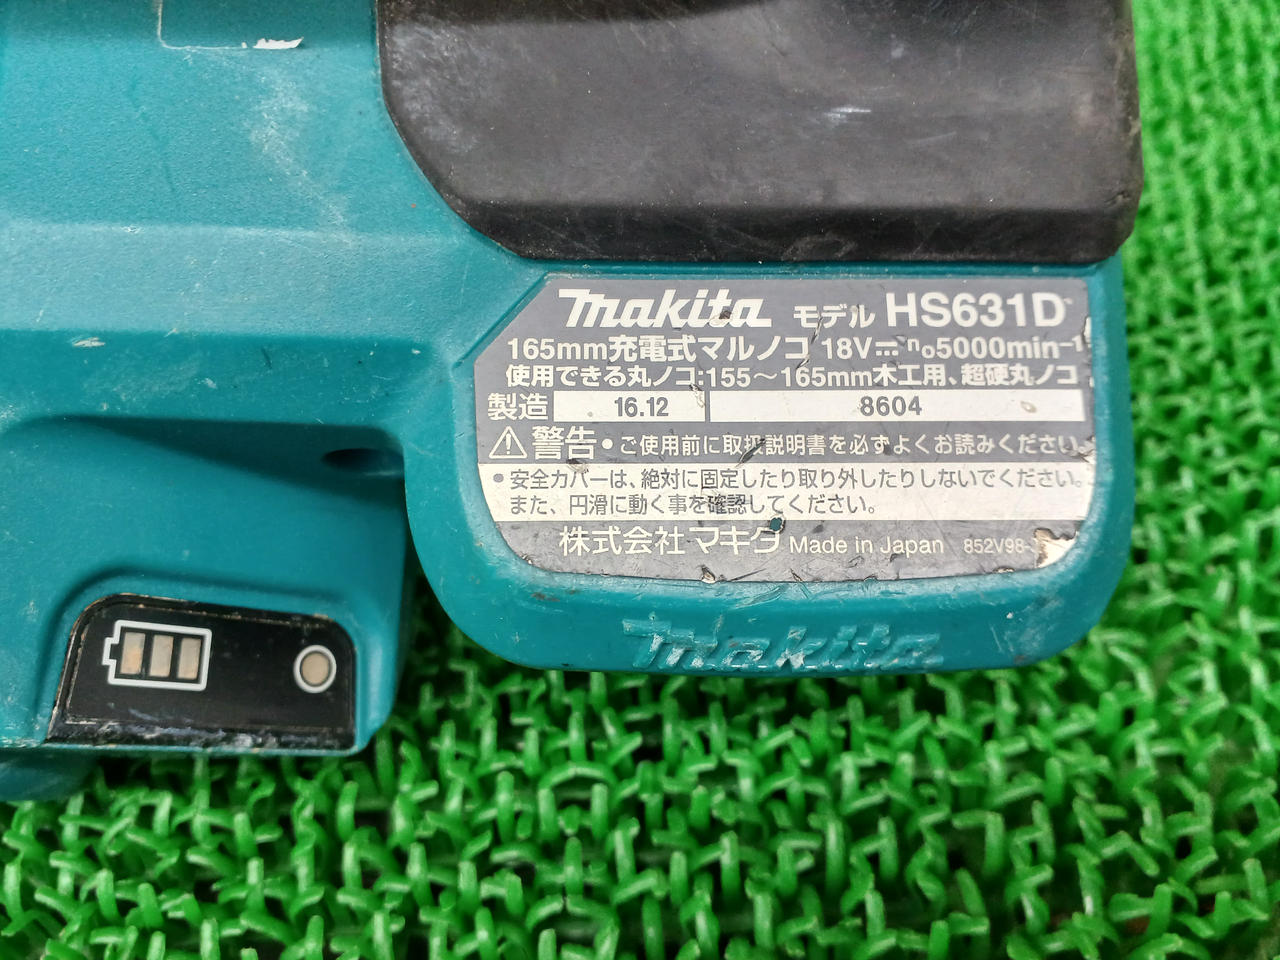 makita モデル HS631D
165mm充電式マルノコ 18V⎓ n₀5000min⁻¹
使用できる丸ノコ:155～165mm木工用、超硬丸ノコ
製造 16.12 8604
⚠警告 • ご使用前に取扱説明書を必ずよくお読みください。
• 安全カバーは、絶対に固定したり取り外したりしないでください。
また、円滑に動く事を確認してください。
株式会社マキタ Made in Japan 852V98-
makita